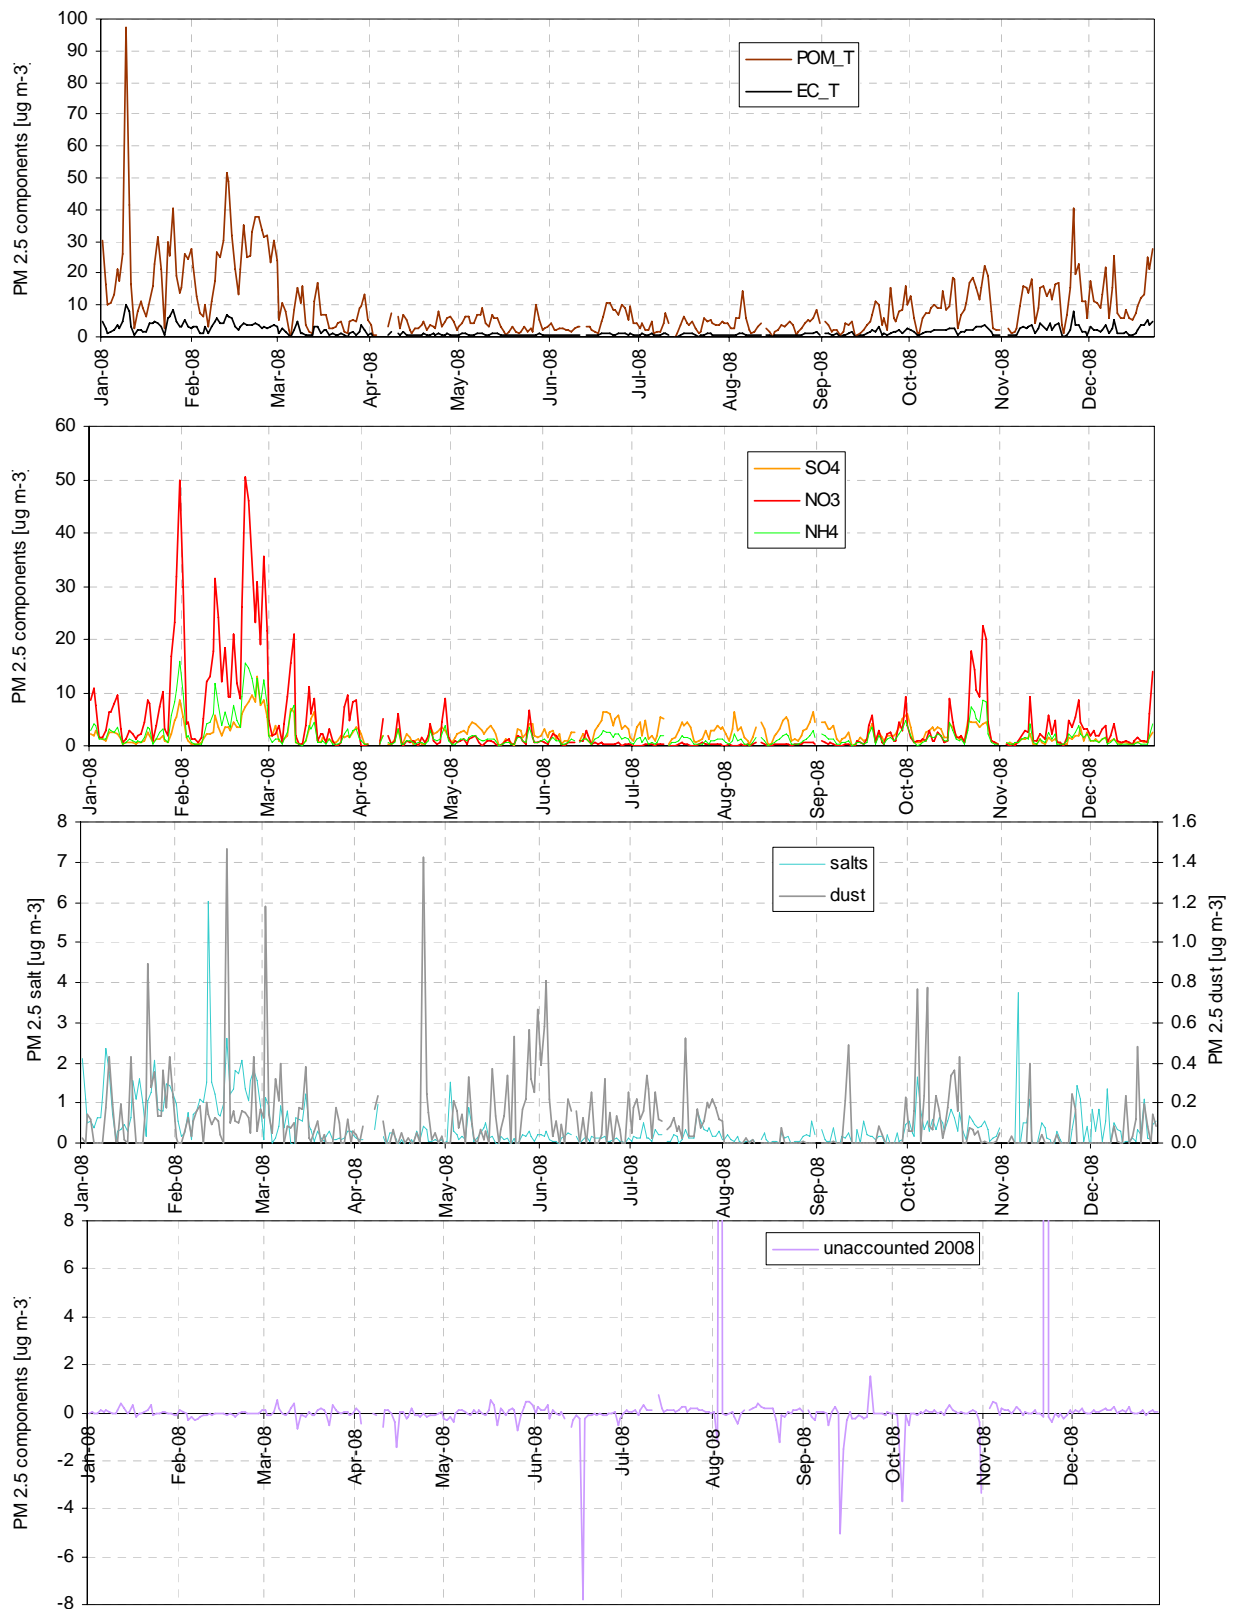 PM 2.5 components [ug m-3]
100
90
80
70
60
50
40
30
20
10
0
POM_T
EC_T
Jan-08
Feb-08
Mar-08
Apr-08
May-08
Jun-08
Jul-08
Aug-08
Sep-08
Oct-08
Nov-08
Dec-08
PM 2.5 components [ug m-3]
60
50
40
30
20
10
0
SO4
NO3
NH4
Jan-08
Feb-08
Mar-08
Apr-08
May-08
Jun-08
Jul-08
Aug-08
Sep-08
Oct-08
Nov-08
Dec-08
PM 2.5 salt [ug m-3]
8
7
6
5
4
3
2
1
0
salts
dust
1.6
1.4
1.2
1.0
0.8
0.6
0.4
0.2
0.0
PM 2.5 dust [ug m-3]
Jan-08
Feb-08
Mar-08
Apr-08
May-08
Jun-08
Jul-08
Aug-08
Sep-08
Oct-08
Nov-08
Dec-08
PM 2.5 components [ug m-3]
8
6
4
2
0
-2
-4
-6
-8
unaccounted 2008
Jan-08
Feb-08
Mar-08
Apr-08
May-08
Jun-08
Jul-08
Aug-08
Sep-08
Oct-08
Nov-08
Dec-08